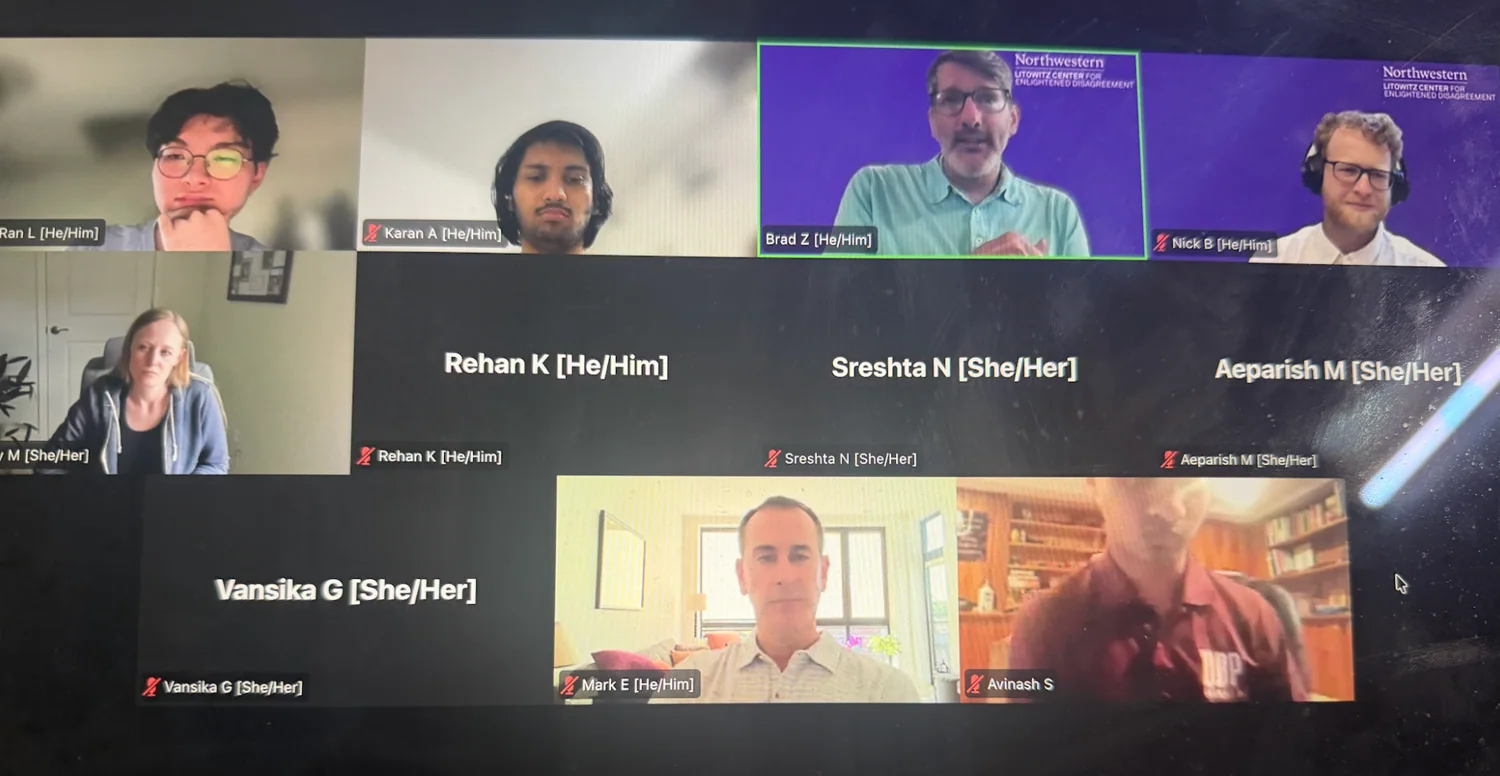 Northwestern
LITOWITZ CENTER FOR
ENLIGHTENED DISAGREEMENT
Northwestern
LITOWITZ CENTER FOR
ENLIGHTENED DISAGREEMENT
Ran L [He/Him]
Karan A [He/Him]
Brad Z [He/Him]
Nick B [He/Him]
Rehan K [He/Him]
Sreshta N [She/Her]
Aeparish M [She/Her]
M [She/Her]
Rehan K [He/Him]
Sreshta N [She/Her]
Aeparish M [She/Her]
Vansika G [She/Her]
Vansika G [She/Her]
Mark E [He/Him]
Avinash S